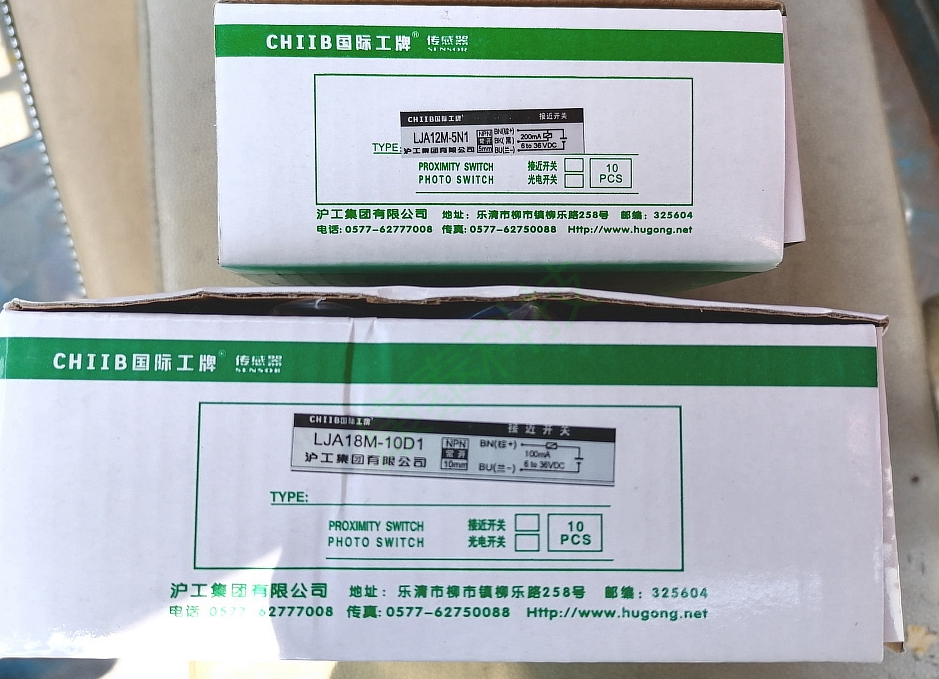 CHIIB国际工牌® 传感器
SENSOR
CHIIB国际工牌 接近开关
LJA12M-5N1 NPN BN(棕+)
常开 BK(黑) 200mA
TYPE: 沪工集团有限公司 5mm BU(兰-) 6 to 36 VDC
PROXIMITY SWITCH 接近开关 10
PHOTO SWITCH 光电开关 PCS
沪工集团有限公司 地址: 乐清市柳市镇柳乐路258号 邮编: 325604
电话: 0577-62777008 传真: 0577-62750088 Http://www.hugong.net
CHIIB国际工牌® 传感器
SENSOR
CHIIB国际工牌 接近开关
LJA18M-10D1 NPN BN(棕+)
常开 100mA
沪工集团有限公司 10mm BU(兰-) 6 to 36VDC
TYPE:
PROXIMITY SWITCH 接近开关 10
PHOTO SWITCH 光电开关 PCS
沪工集团有限公司 地址: 乐清市柳市镇柳乐路258号 邮编: 325604
电话 0577 62777008 传真: 0577-62750088 Http://www.hugong.net